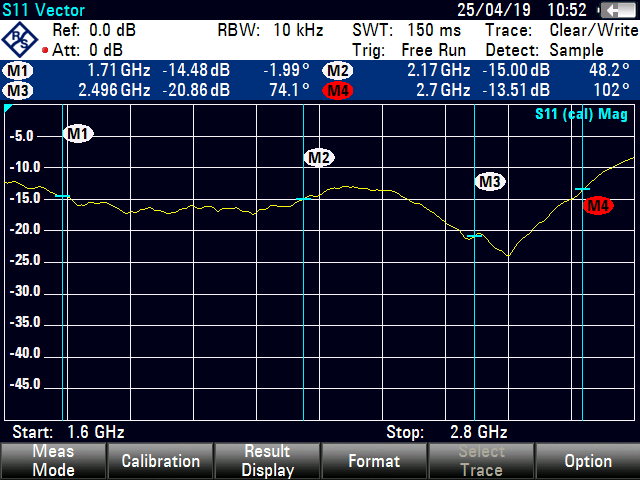 S11 Vector 25/04/19 10:52
Ref: 0.0 dB RBW: 10 kHz SWT: 150 ms Trace: Clear/Write
Att: 0 dB Trig: Free Run Detect: Sample
M1 1.71 GHz -14.48 dB -1.99 ° M2 2.17 GHz -15.00 dB 48.2 °
M3 2.496 GHz -20.86 dB 74.1 ° M4 2.7 GHz -13.51 dB 102 °
S11 (cal) Mag
-5.0
M1
M2
-10.0
M3
-15.0
M4
-20.0
-25.0
-30.0
-35.0
-40.0
-45.0
Start: 1.6 GHz Stop: 2.8 GHz
Meas Mode
Calibration
Result Display
Format
Select Trace
Option